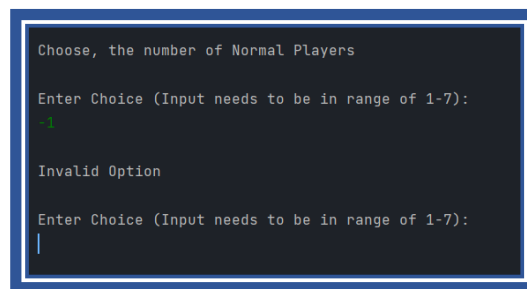 Choose, the number of Normal Players
Enter Choice (Input needs to be in range of 1-7):
-1
Invalid Option
Enter Choice (Input needs to be in range of 1-7):